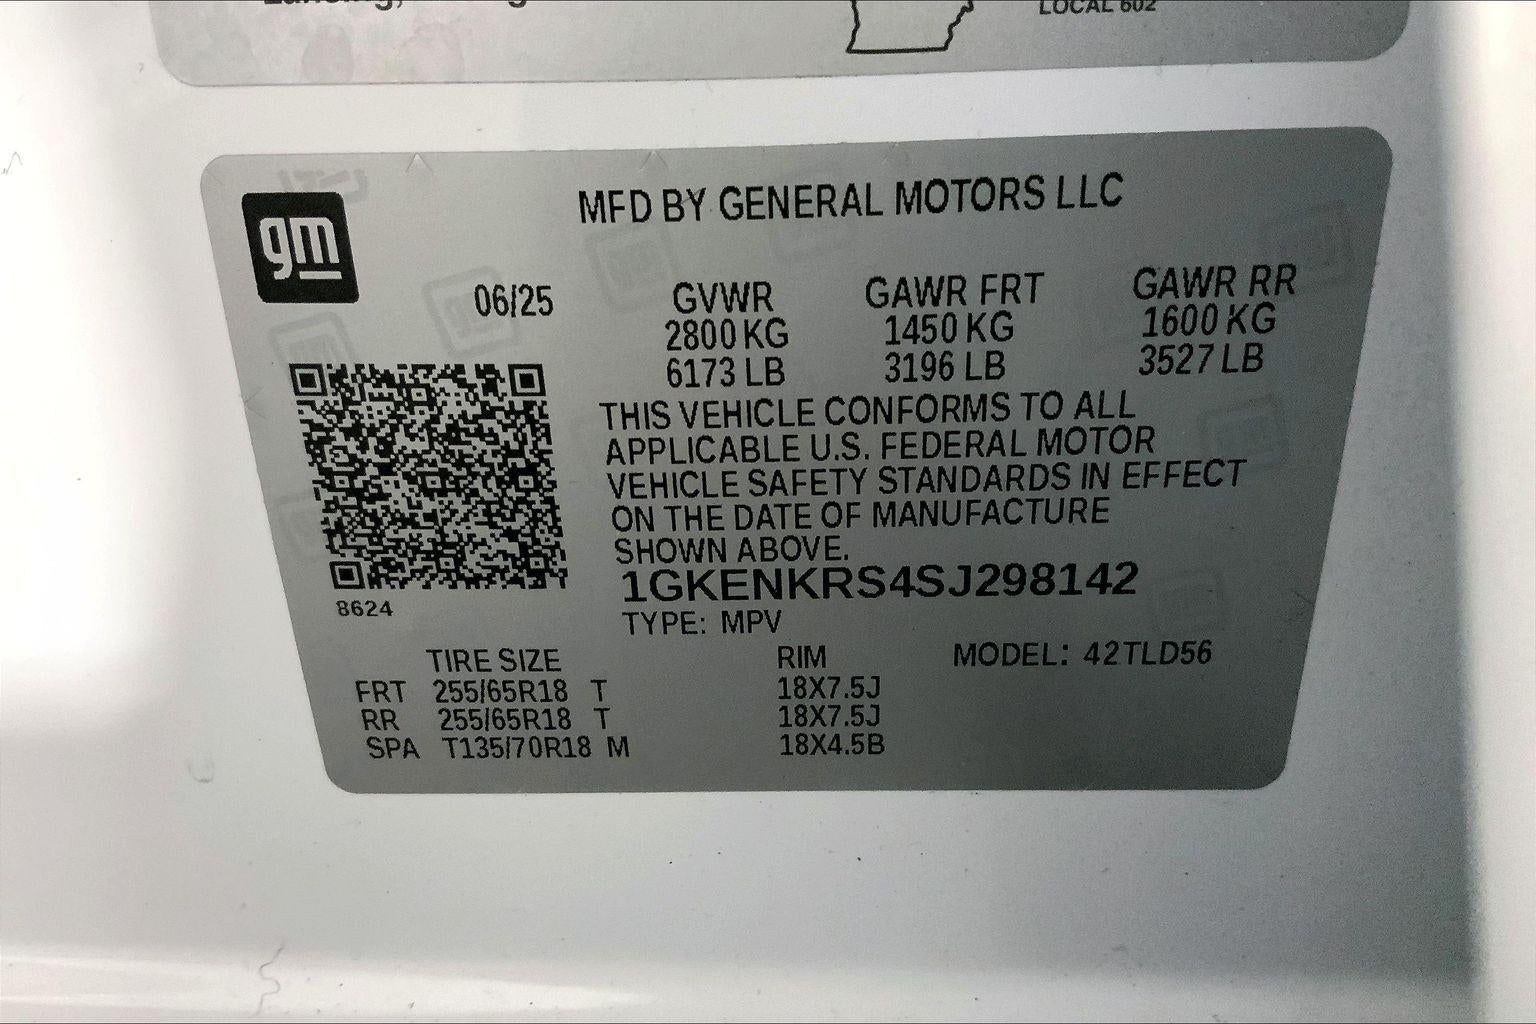 LOCAL 602
gm
MFD BY GENERAL MOTORS LLC
06/25
GVWR GAWR FRT GAWR RR
2800 KG 1450 KG 1600 KG
6173 LB 3196 LB 3527 LB
THIS VEHICLE CONFORMS TO ALL
APPLICABLE U.S. FEDERAL MOTOR
VEHICLE SAFETY STANDARDS IN EFFECT
ON THE DATE OF MANUFACTURE
SHOWN ABOVE.
1GKENKRS4SJ298142
8624
TYPE: MPV
TIRE SIZE RIM MODEL: 42TLD56
FRT 255/65R18 T 18X7.5J
RR 255/65R18 T 18X7.5J
SPA T135/70R18 M 18X4.5B